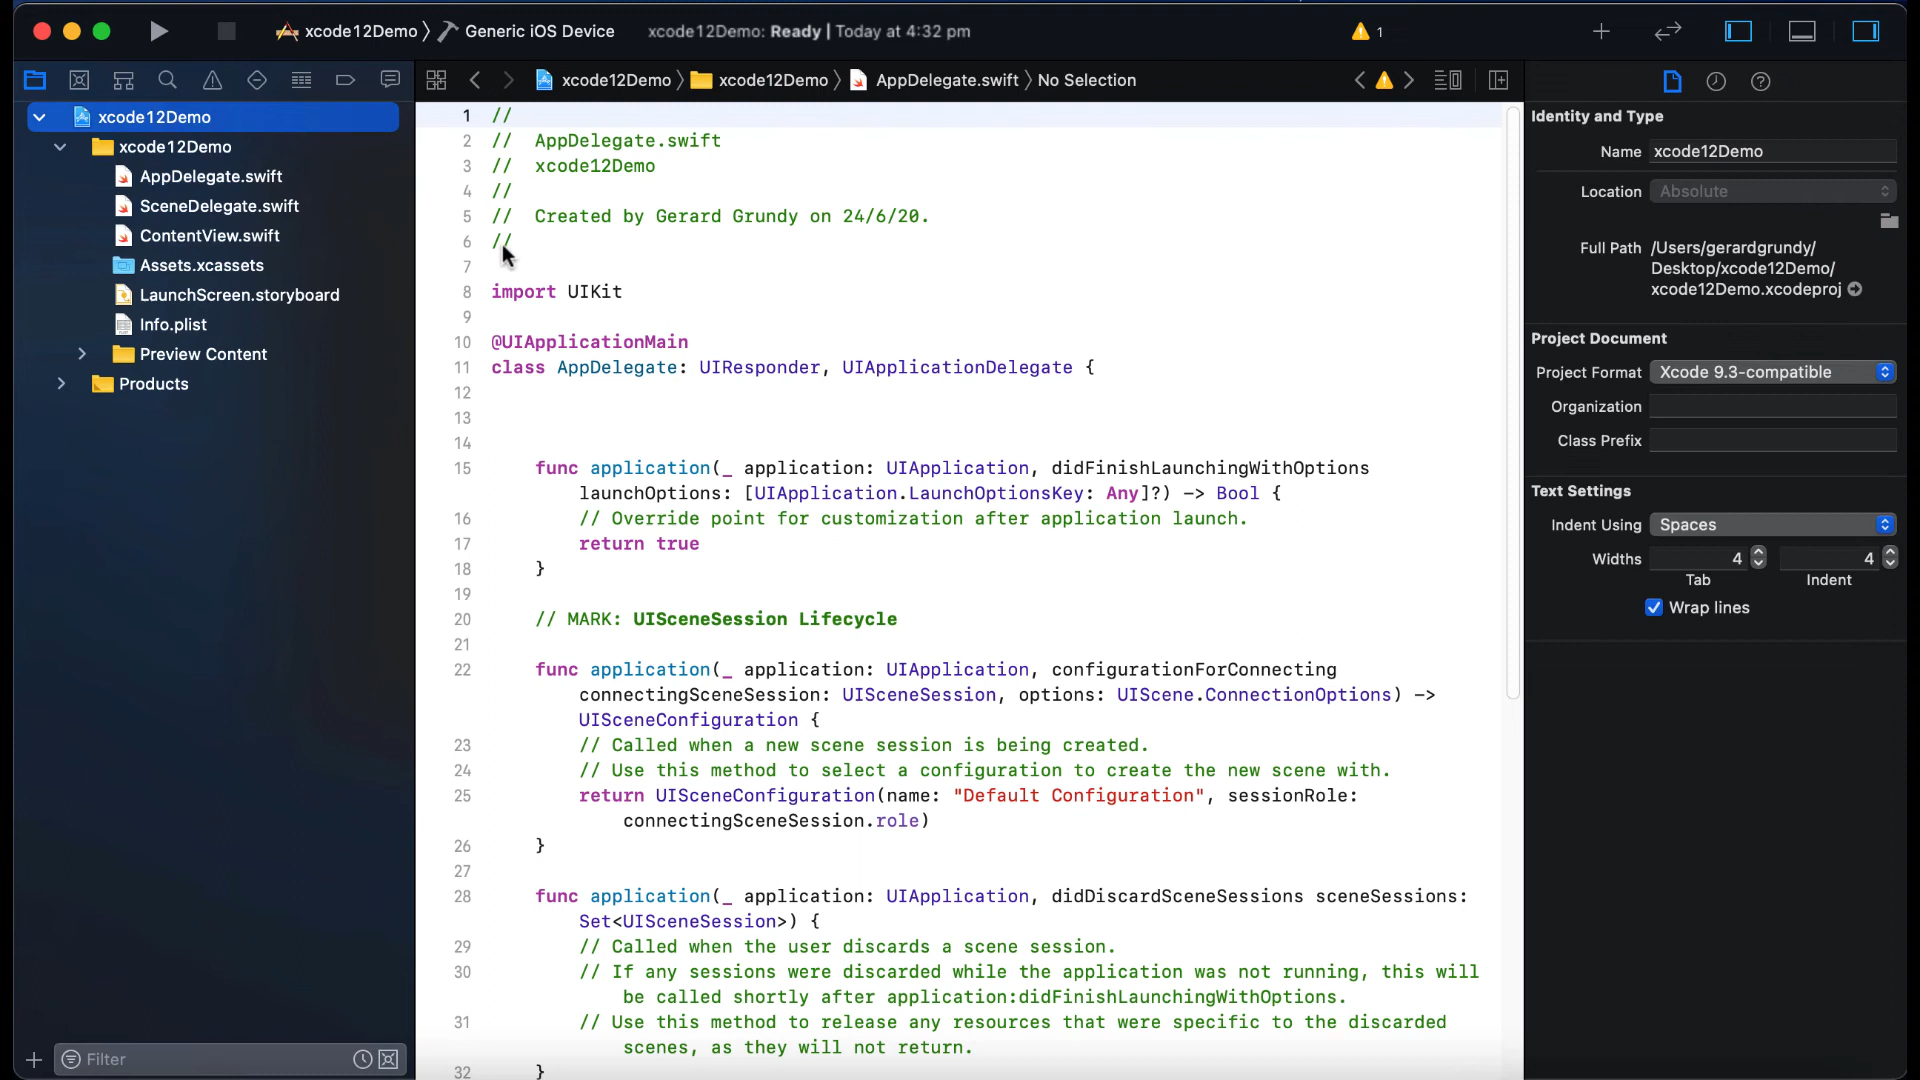 xcode12Demo 〉 Generic iOS Device
xcode12Demo: Ready | Today at 4:32 pm
1
xcode12Demo 〉 xcode12Demo 〉 AppDelegate.swift 〉 No Selection
xcode12Demo
xcode12Demo
AppDelegate.swift
SceneDelegate.swift
ContentView.swift
Assets.xcassets
LaunchScreen.storyboard
Info.plist
Preview Content
Products
Filter
1 //
2 //  AppDelegate.swift
3 //  xcode12Demo
4 //
5 //  Created by Gerard Grundy on 24/6/20.
6 //
7
8 import UIKit
9
10 @UIApplicationMain
11 class AppDelegate: UIResponder, UIApplicationDelegate {
12
13
14
15 func application(_ application: UIApplication, didFinishLaunchingWithOptions
launchOptions: [UIApplication.LaunchOptionsKey: Any]?) -> Bool {
16 // Override point for customization after application launch.
17 return true
18 }
19
20 // MARK: UISceneSession Lifecycle
21
22 func application(_ application: UIApplication, configurationForConnecting
connectingSceneSession: UISceneSession, options: UIScene.ConnectionOptions) ->
UISceneConfiguration {
23 // Called when a new scene session is being created.
24 // Use this method to select a configuration to create the new scene with.
25 return UISceneConfiguration(name: "Default Configuration", sessionRole:
connectingSceneSession.role)
26 }
27
28 func application(_ application: UIApplication, didDiscardSceneSessions sceneSessions:
Set<UISceneSession>) {
29 // Called when the user discards a scene session.
30 // If any sessions were discarded while the application was not running, this will
be called shortly after application:didFinishLaunchingWithOptions.
31 // Use this method to release any resources that were specific to the discarded
scenes, as they will not return.
32 }
Identity and Type
Name xcode12Demo
Location Absolute
Full Path /Users/gerardgrundy/
Desktop/xcode12Demo/
xcode12Demo.xcodeproj
Project Document
Project Format Xcode 9.3-compatible
Organization
Class Prefix
Text Settings
Indent Using Spaces
Widths 4 4
Tab Indent
Wrap lines